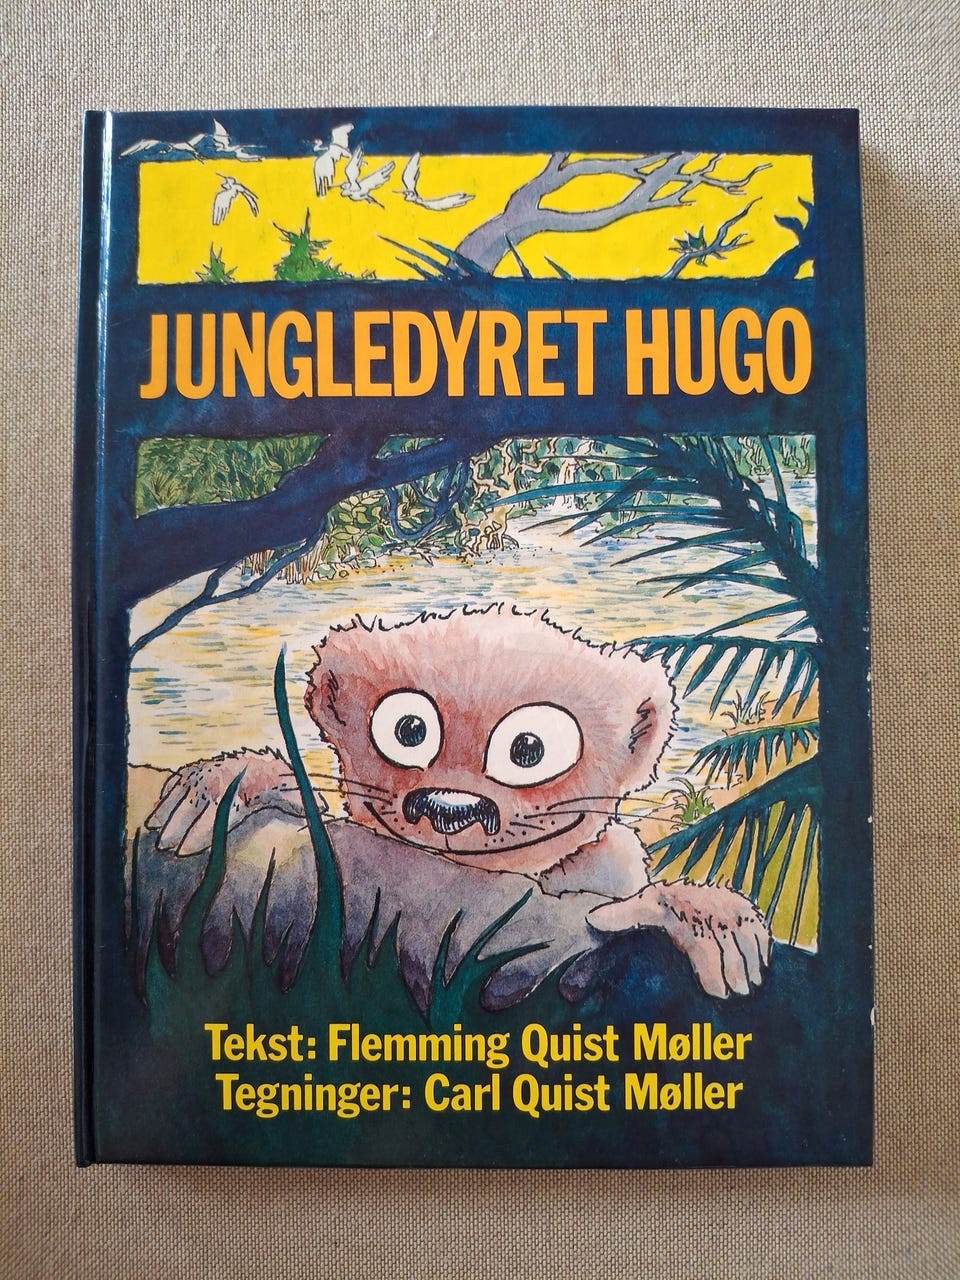 JUNGLEDYRET HUGO
Tekst: Flemming Quist Møller
Tegninger: Carl Quist Møller